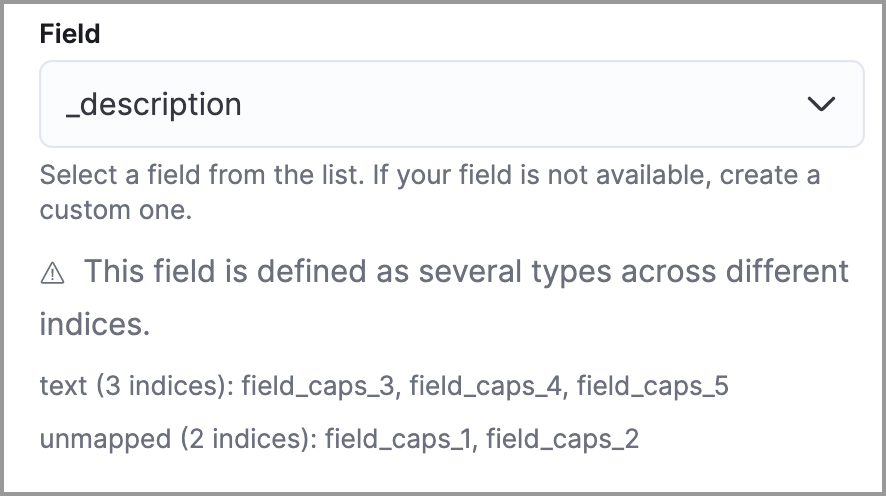 Field
_description
Select a field from the list. If your field is not available, create a
custom one.
This field is defined as several types across different
indices.
text (3 indices): field_caps_3, field_caps_4, field_caps_5
unmapped (2 indices): field_caps_1, field_caps_2